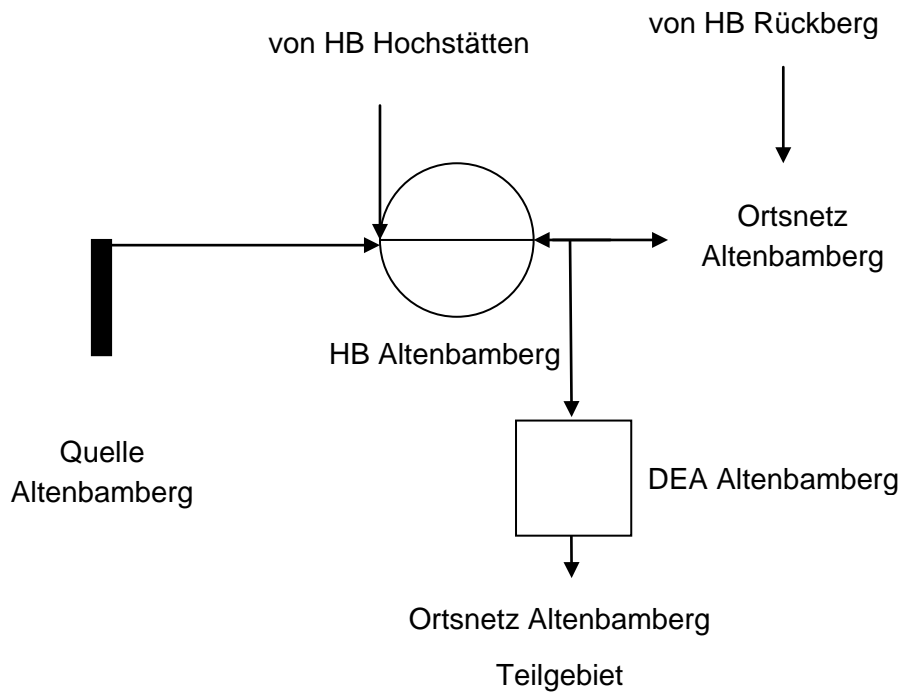 von HB Rückberg
von HB Hochstätten
Ortsnetz
Altenbamberg
HB Altenbamberg
Quelle
Altenbamberg
DEA Altenbamberg
Ortsnetz Altenbamberg
Teilgebiet